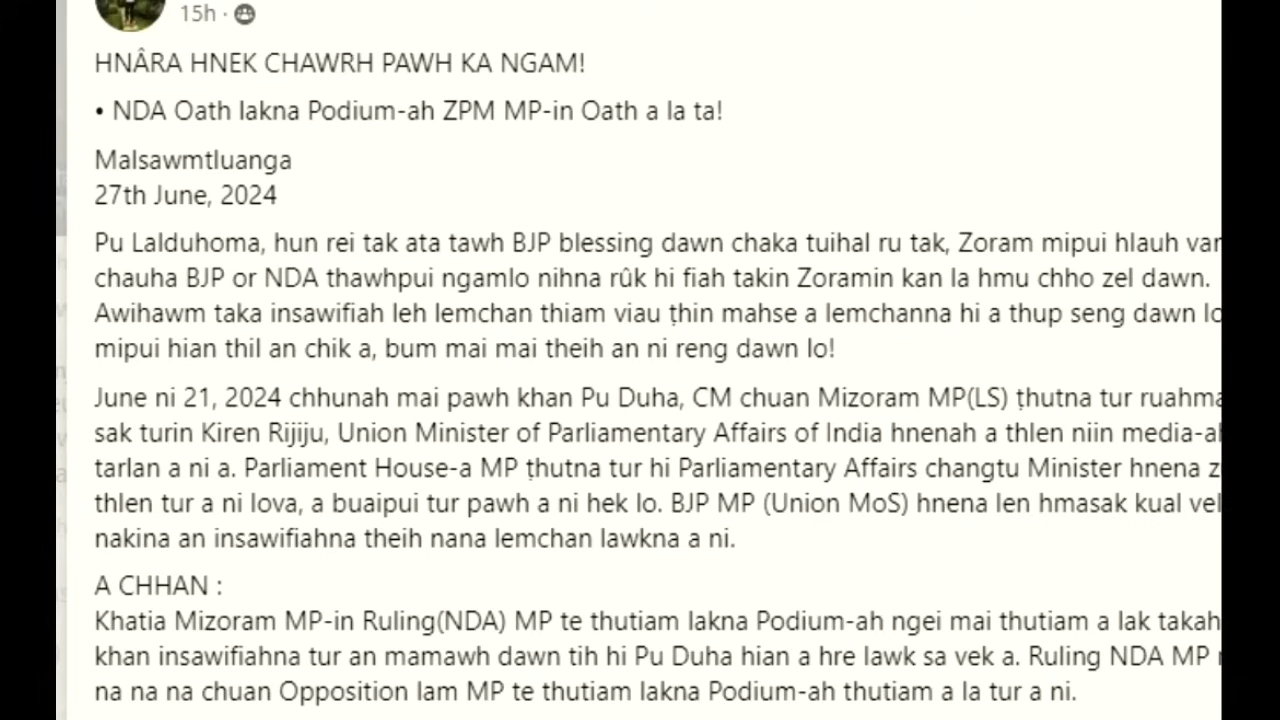 15h ·
HNÂRA HNEK CHAWRH PAWH KA NGAM!
• NDA Oath lakna Podium-ah ZPM MP-in Oath a la ta!
Malsawmtluanga
27th June, 2024
Pu Lalduhoma, hun rei tak ata tawh BJP blessing dawn chaka tuihal ru tak, Zoram mipui hlauh
chauha BJP or NDA thawhpui ngamlo nihna rûk hi fiah takin Zoramin kan la hmu chho zel dawn.
Awihawm taka insawifiah leh lemchan thiam viau ṭhin mahse a lemchanna hi a thup seng dawn
mipui hian thil an chik a, bum mai mai theih an ni reng dawn lo!
June ni 21, 2024 chhunah mai pawh khan Pu Duha, CM chuan Mizoram MP(LS) ṭhutna tur
sak turin Kiren Rijiju, Union Minister of Parliamentary Affairs of India hnenah a thlen niin
tarlan a ni a. Parliament House-a MP ṭhutna tur hi Parliamentary Affairs changtu Minister hnena
thlen tur a ni lova, a buaipui tur pawh a ni hek lo. BJP MP (Union MoS) hnena len hmasak kual
nakina an insawifiahna theih nana lemchan lawkna a ni.
A CHHAN :
Khatia Mizoram MP-in Ruling(NDA) MP te thutiam lakna Podium-ah ngei mai thutiam a lak takah
khan insawifiahna tur an mamawh dawn tih hi Pu Duha hian a hre lawk sa vek a. Ruling NDA MP
na na na chuan Opposition lam MP te thutiam lakna Podium-ah thutiam a la tur a ni.